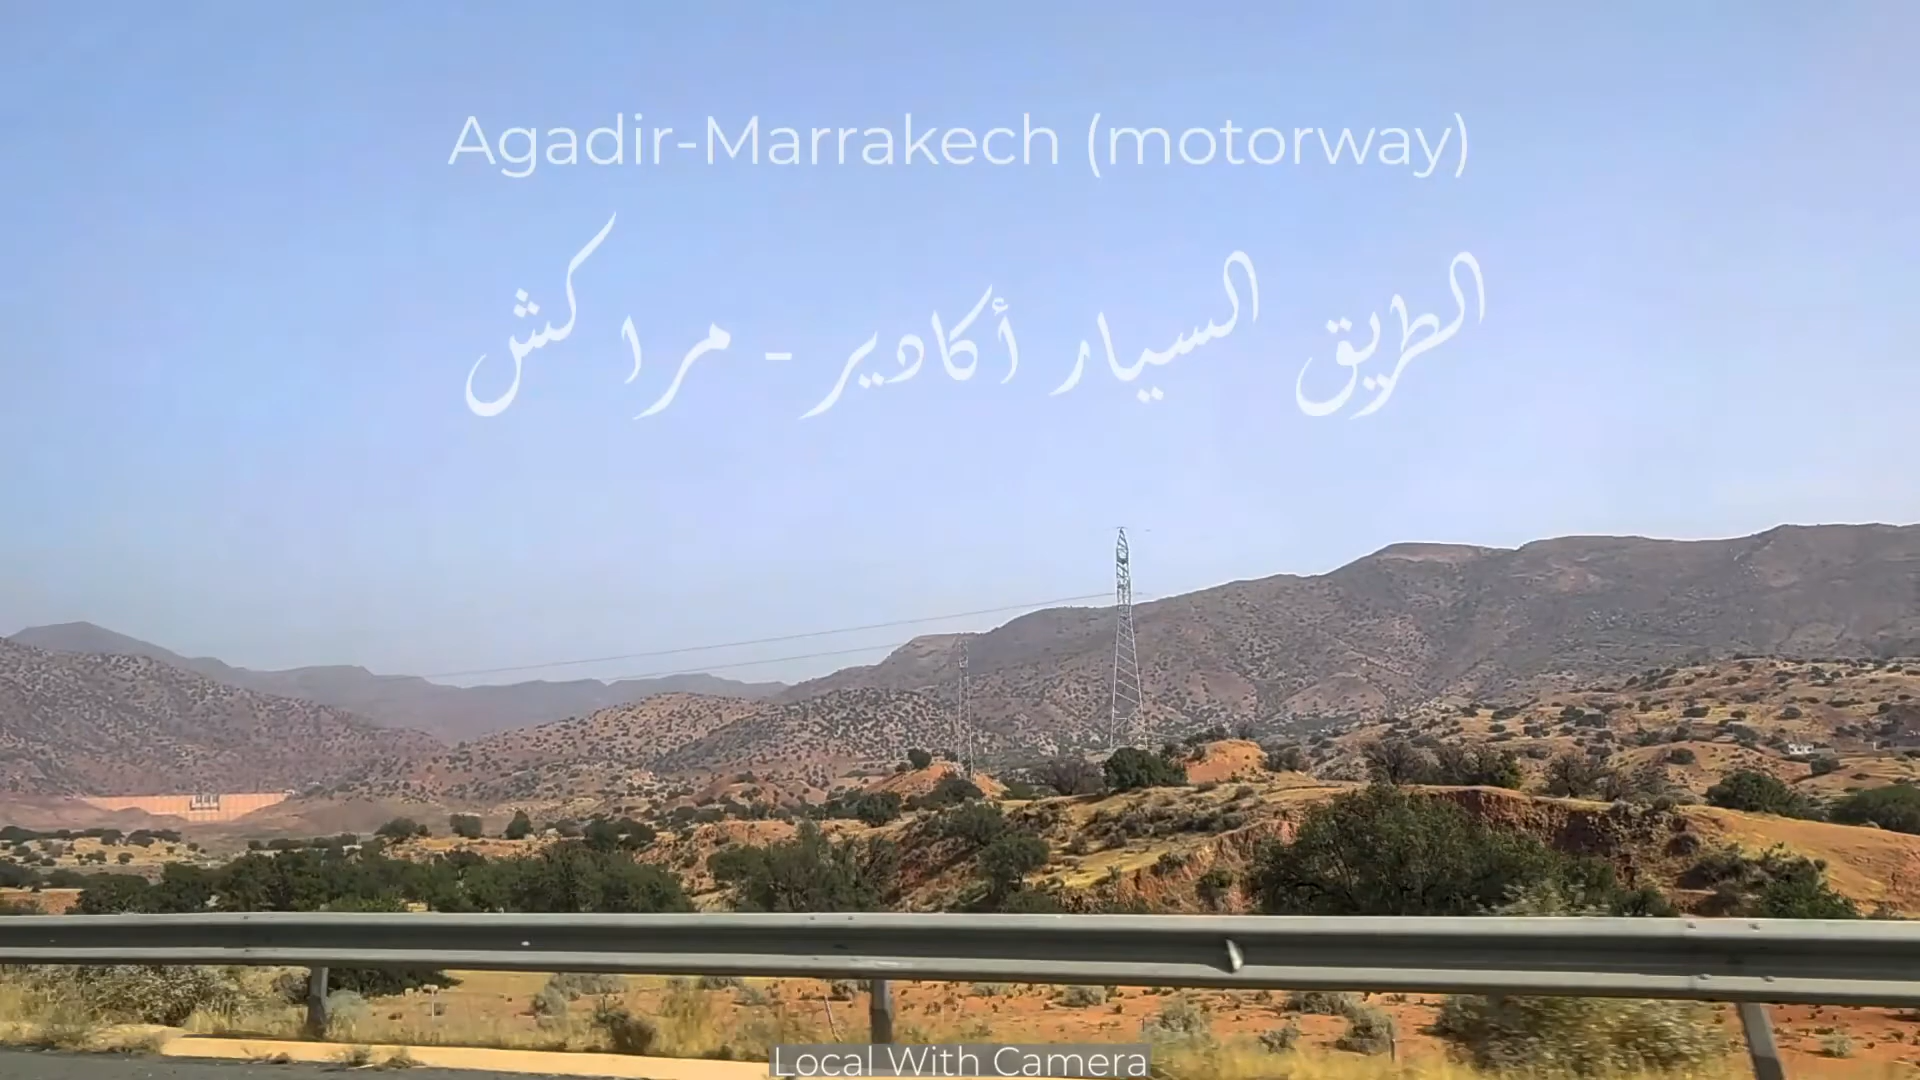 Agadir-Marrakech (motorway)
الطريق السيار أكادير - مراكش
Local With Camera